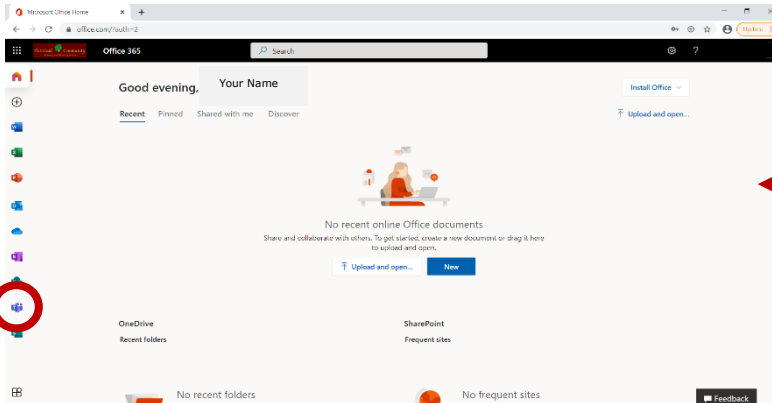 Microsoft Office Home
office.com/?auth=2
Update
Office 365
Search
Good evening, Your Name
Install Office
Recent Pinned Shared with me Discover
Upload and open...
No recent online Office documents
Share and collaborate with others. To get started, create a new document or drag it here
to upload and open.
Upload and open... New
OneDrive SharePoint
Recent folders Frequent sites
No recent folders No frequent sites
Feedback